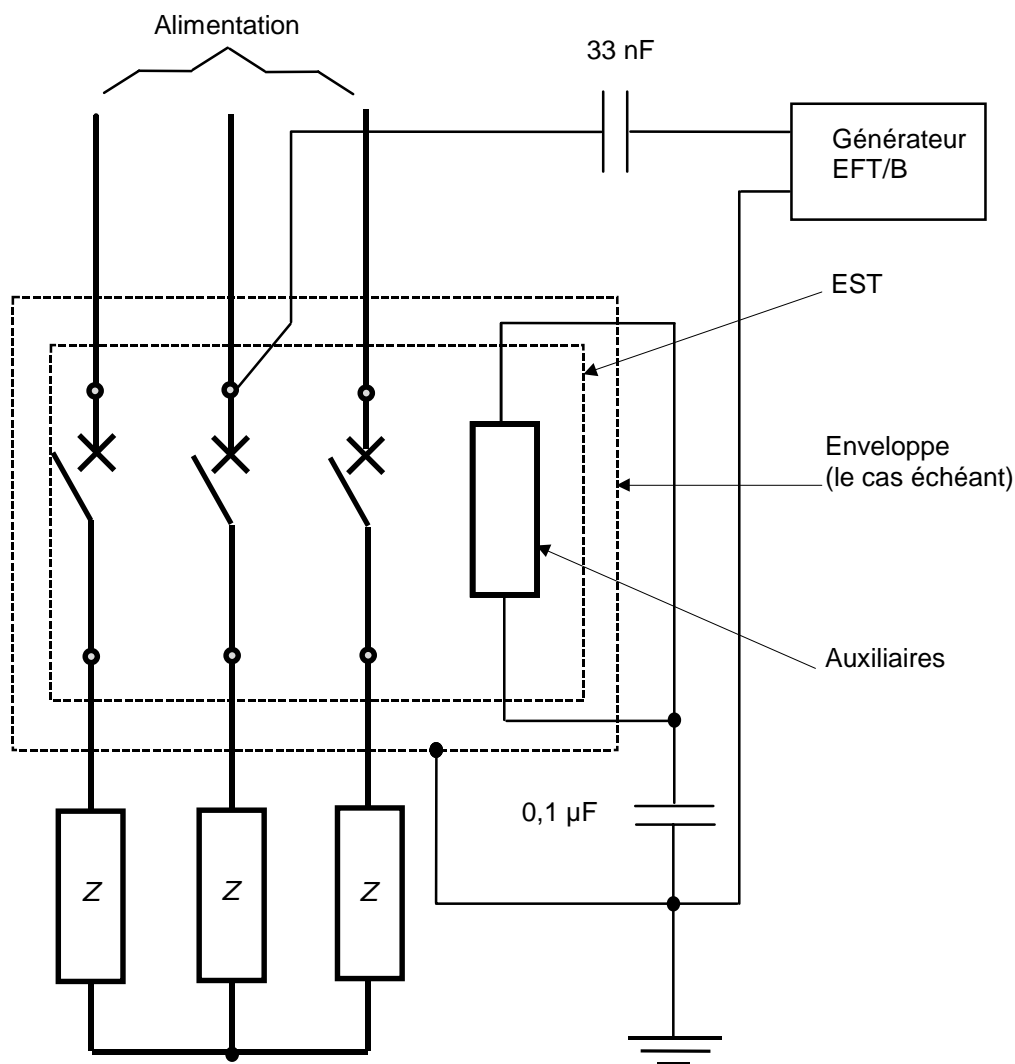 Alimentation
33 nF
Générateur
EFT/B
EST
Enveloppe
(le cas échéant)
Auxiliaires
0,1 µF
Z
Z
Z